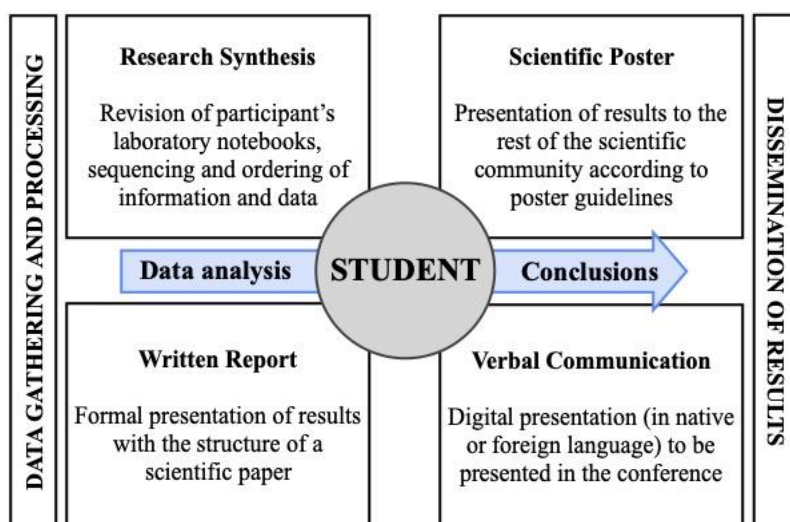 DATA GATHERING AND PROCESSING
Research Synthesis
Revision of participant's
laboratory notebooks,
sequencing and ordering of
information and data
Scientific Poster
Presentation of results to the
rest of the scientific
community according to
poster guidelines
DISSEMINATION OF RESULTS
Data analysis
STUDENT
Conclusions
Written Report
Formal presentation of results
with the structure of a
scientific paper
Verbal Communication
Digital presentation (in native
or foreign language) to be
presented in the conference